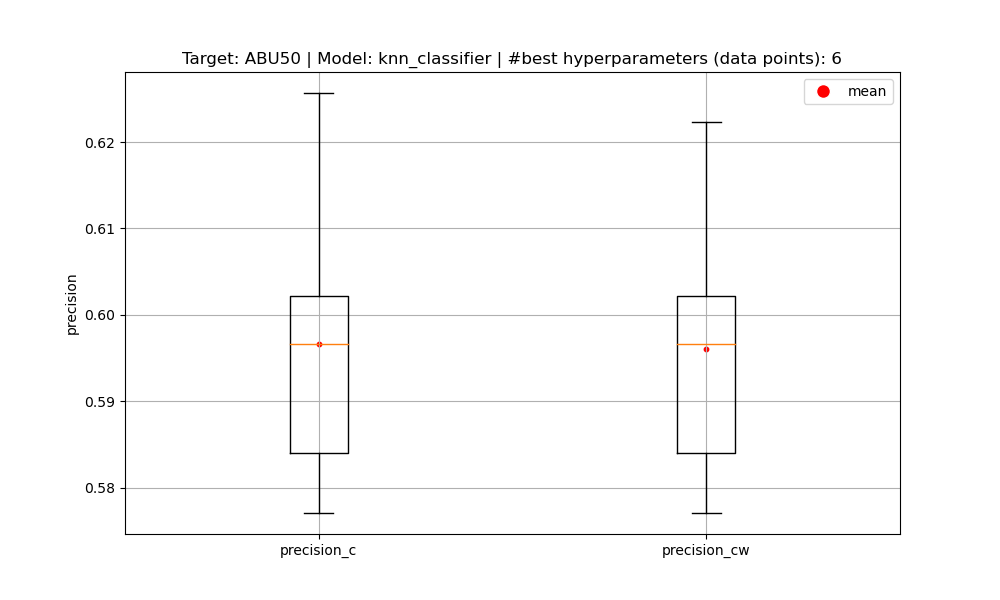 Target: ABU50 | Model: knn_classifier | #best hyperparameters (data points): 6
mean
0.62
0.61
0.60
0.59
0.58
precision
precision_c
precision_cw